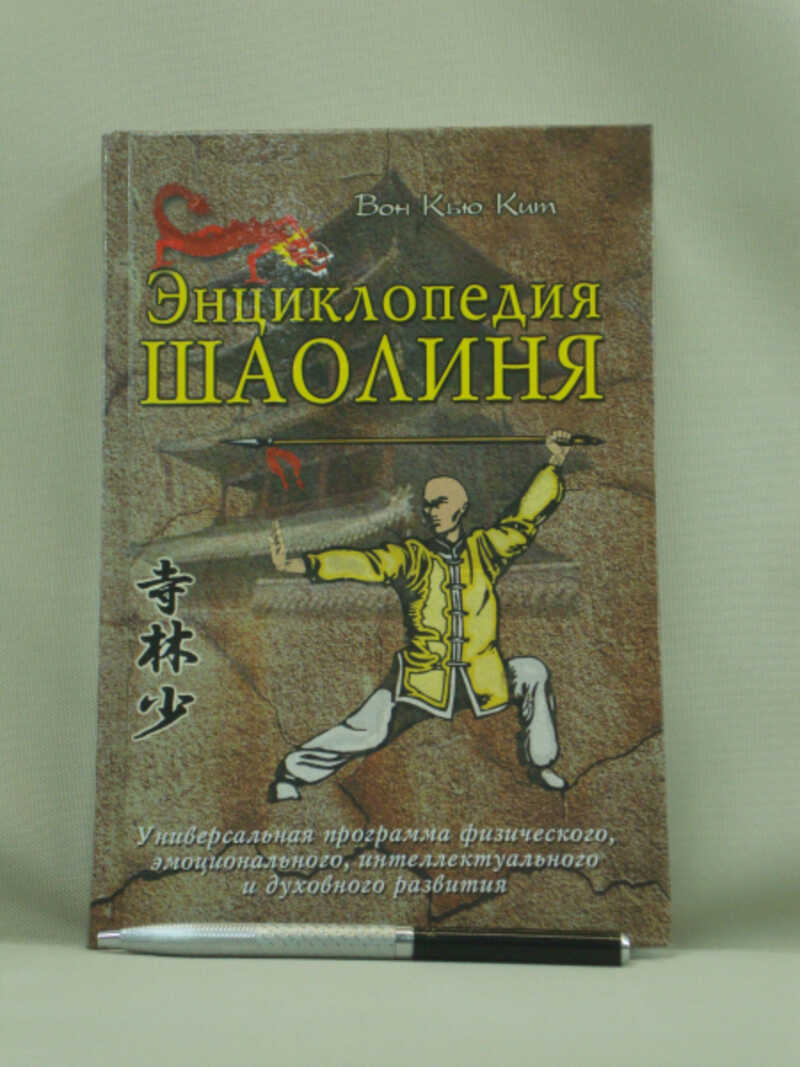 Вон Кью Кит
Энциклопедия
ШАОЛИНЯ
寺
林
少
Универсальная программа физического,
эмоционального, интеллектуального
и духовного развития